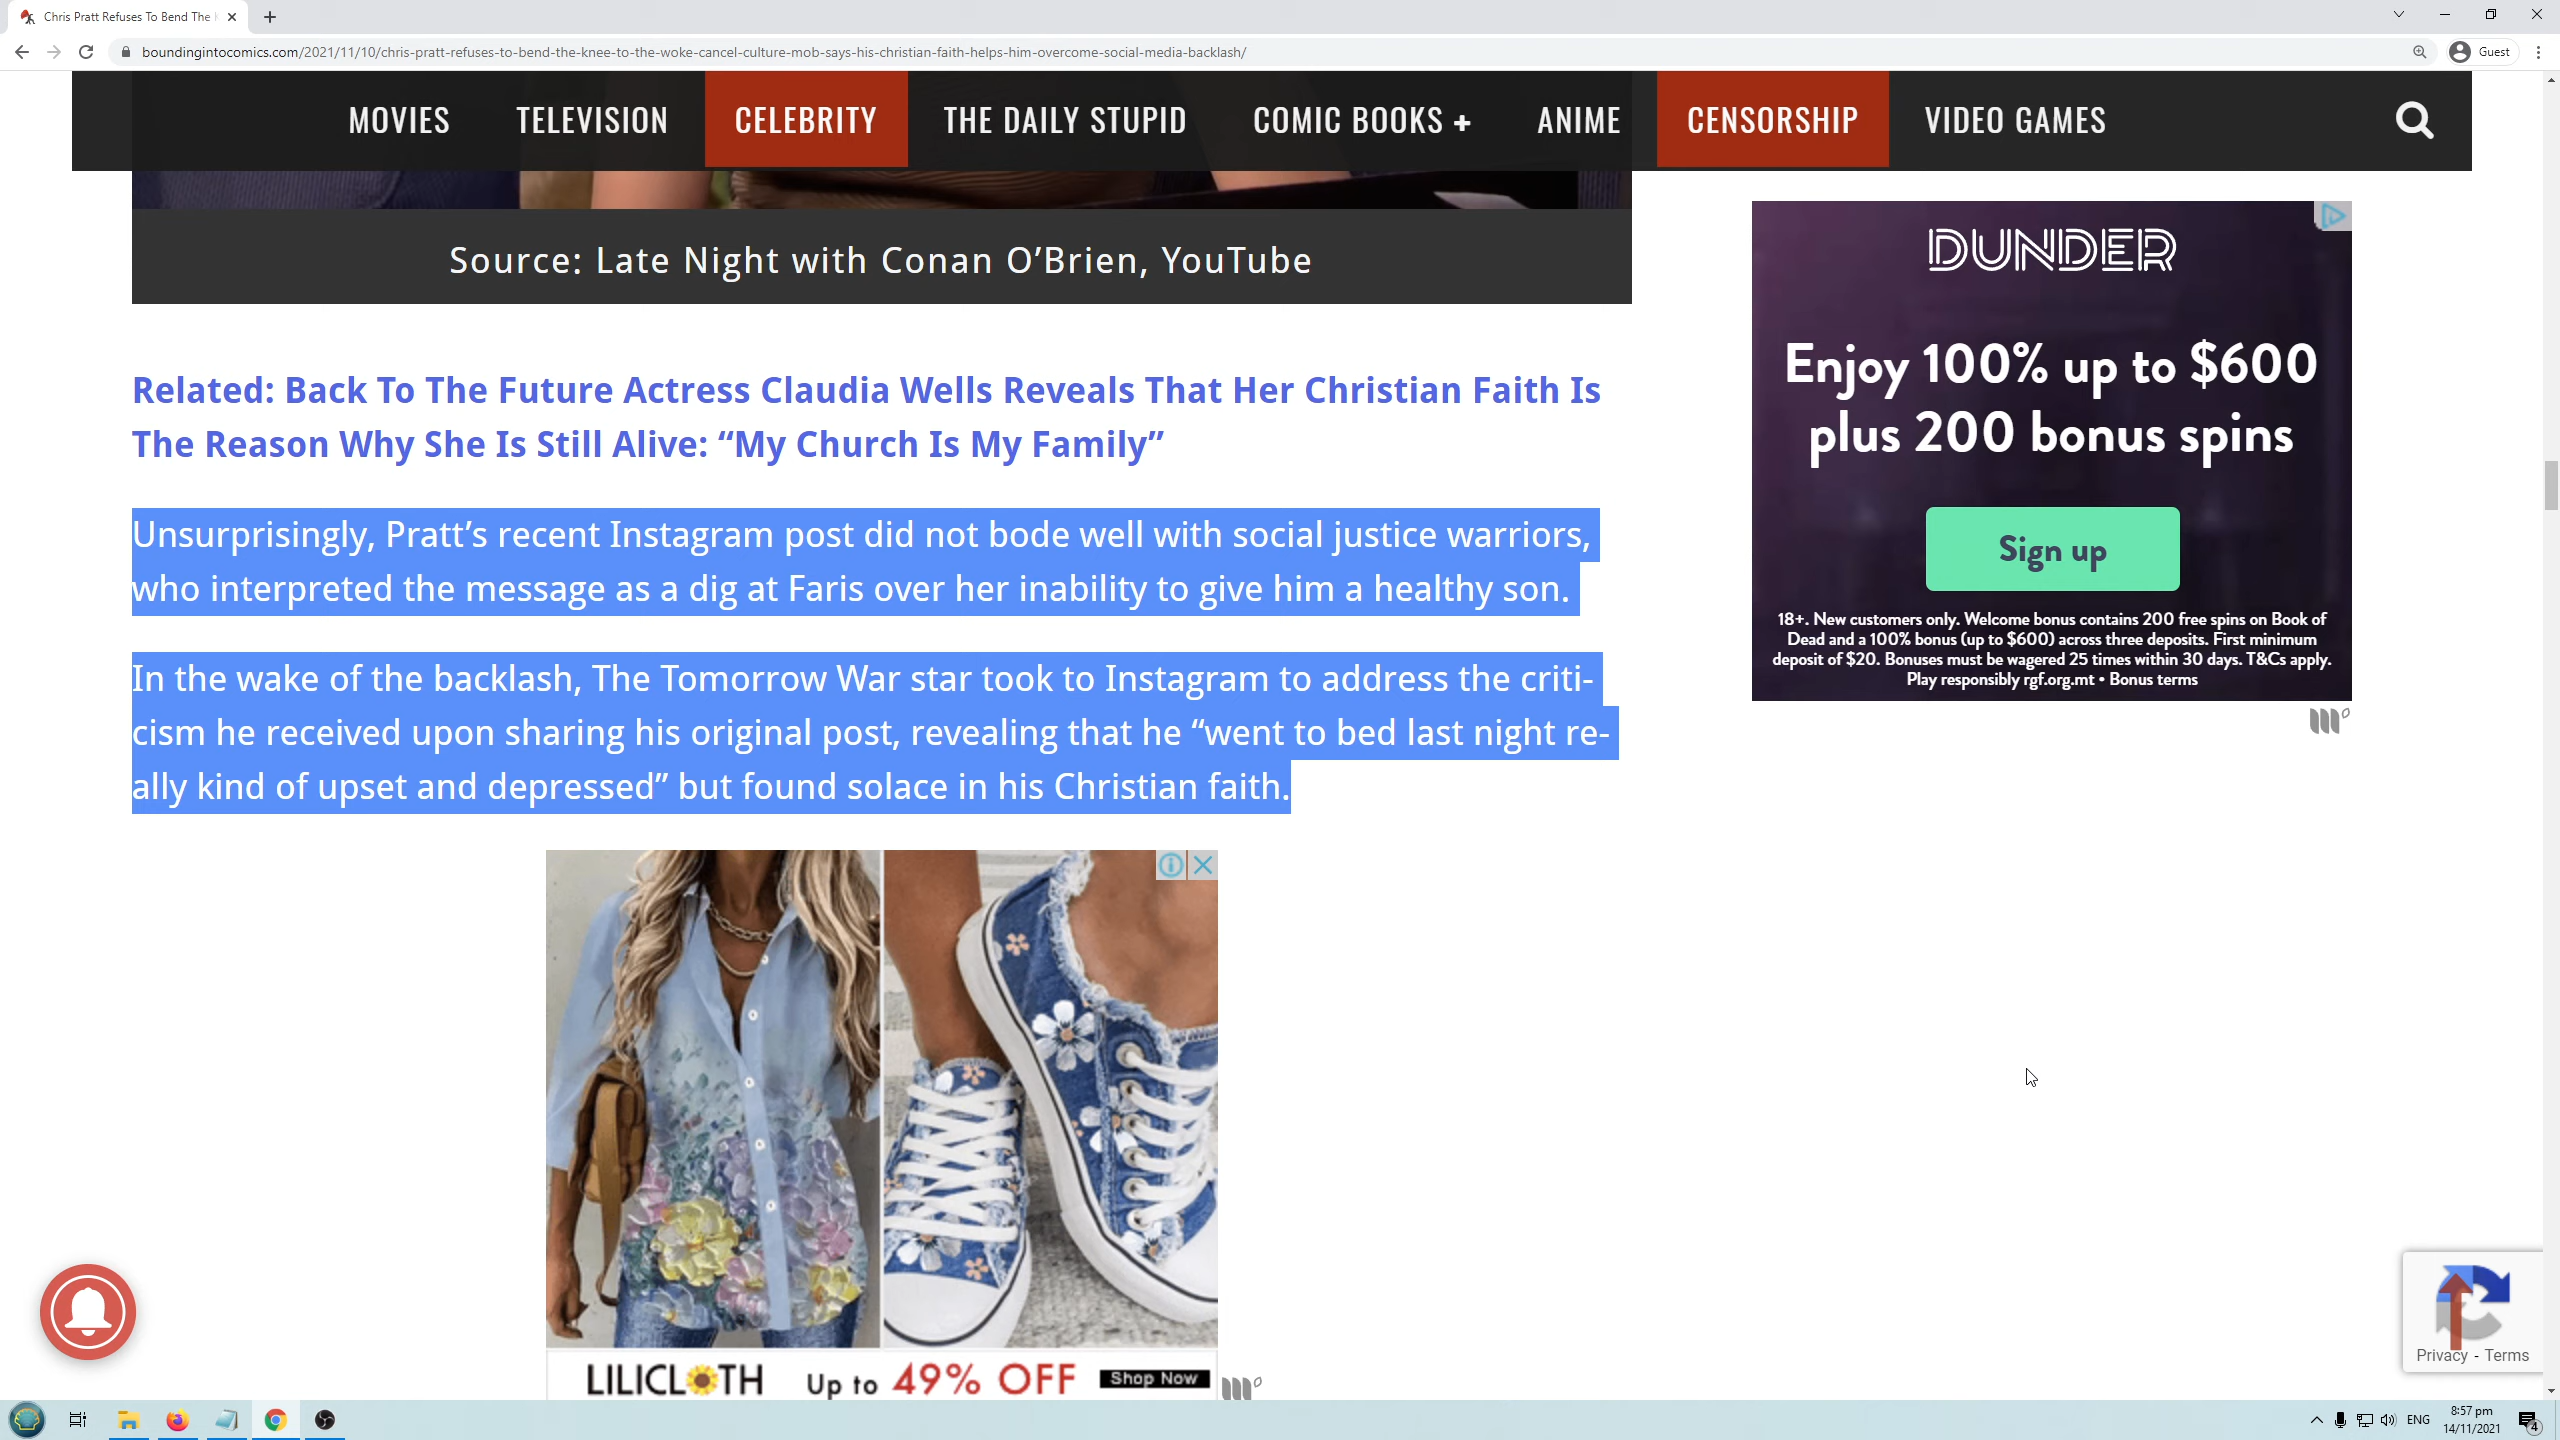 Chris Pratt Refuses To Bend The
boundingintocomics.com/2021/11/10/chris-pratt-refuses-to-bend-the-knee-to-the-woke-cancel-culture-mob-says-his-christian-faith-helps-him-overcome-social-media-backlash/
Guest
MOVIES TELEVISION CELEBRITY THE DAILY STUPID COMIC BOOKS + ANIME CENSORSHIP VIDEO GAMES
Source: Late Night with Conan O’Brien, YouTube
Related: Back To The Future Actress Claudia Wells Reveals That Her Christian Faith Is
The Reason Why She Is Still Alive: “My Church Is My Family”
Unsurprisingly, Pratt’s recent Instagram post did not bode well with social justice warriors,
who interpreted the message as a dig at Faris over her inability to give him a healthy son.
In the wake of the backlash, The Tomorrow War star took to Instagram to address the criti-
cism he received upon sharing his original post, revealing that he “went to bed last night re-
ally kind of upset and depressed” but found solace in his Christian faith.
DUNDER
Enjoy 100% up to $600
plus 200 bonus spins
Sign up
18+. New customers only. Welcome bonus contains 200 free spins on Book of
Dead and a 100% bonus (up to $600) across three deposits. First minimum
deposit of $20. Bonuses must be wagered 25 times within 30 days. T&Cs apply.
Play responsibly rgf.org.mt • Bonus terms
LILICLOTH Up to 49% OFF Shop Now
Privacy - Terms
ENG
8:57 pm
14/11/2021
4